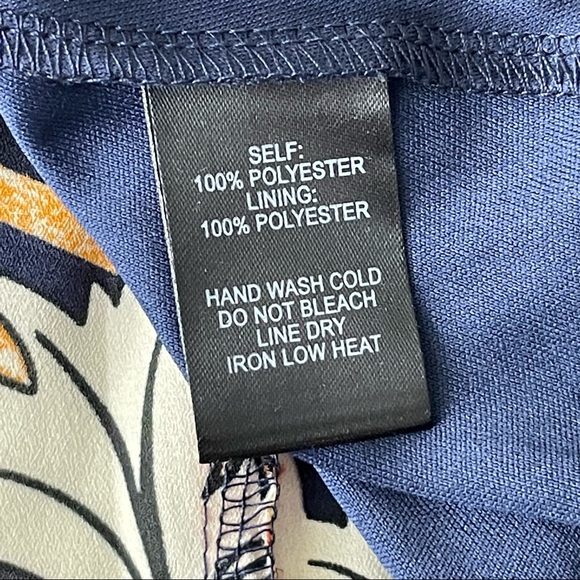 SELF:
100% POLYESTER
LINING:
100% POLYESTER
HAND WASH COLD
DO NOT BLEACH
LINE DRY
IRON LOW HEAT